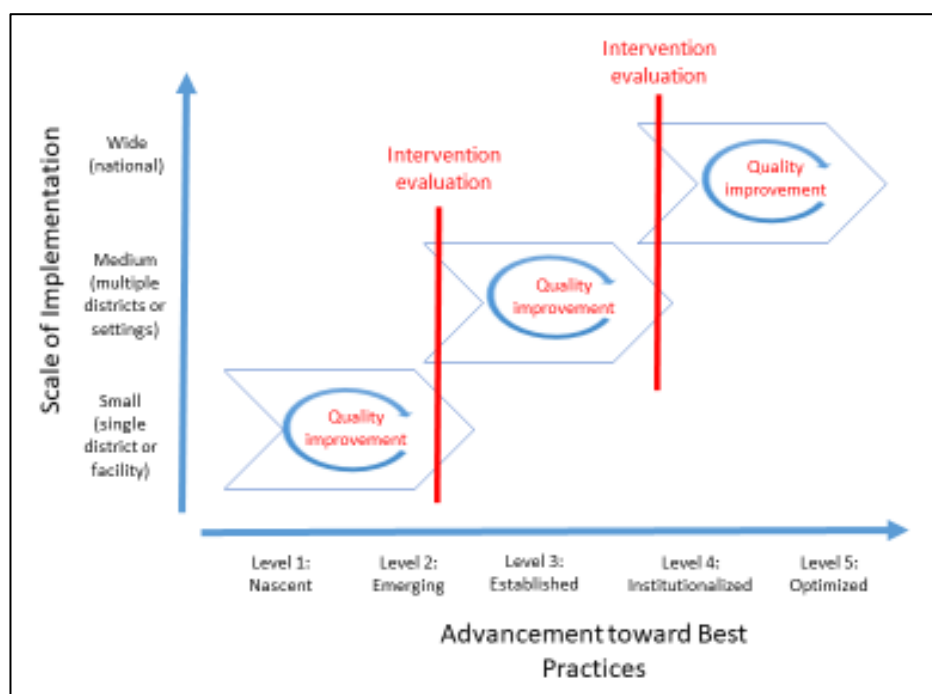 Intervention
evaluation
Intervention
evaluation
Scale of Implementation
Wide
(national)
Quality
improvement
Medium
(multiple
districts or
settings)
Quality
improvement
Small
(single
district or
facility)
Quality
improvement
Level 1:
Nascent
Level 2:
Emerging
Level 3:
Established
Level 4:
Institutionalized
Level 5:
Optimized
Advancement toward Best
Practices